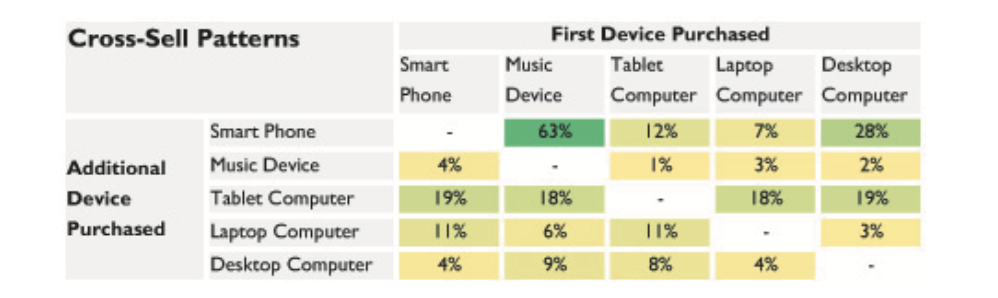 Cross-Sell Patterns First Device Purchased
Smart Music Tablet Laptop Desktop
Phone Device Computer Computer Computer
Smart Phone - 63% 12% 7% 28%
Additional Music Device 4% - 1% 3% 2%
Device Tablet Computer 19% 18% - 18% 19%
Purchased Laptop Computer 11% 6% 11% - 3%
Desktop Computer 4% 9% 8% 4% -